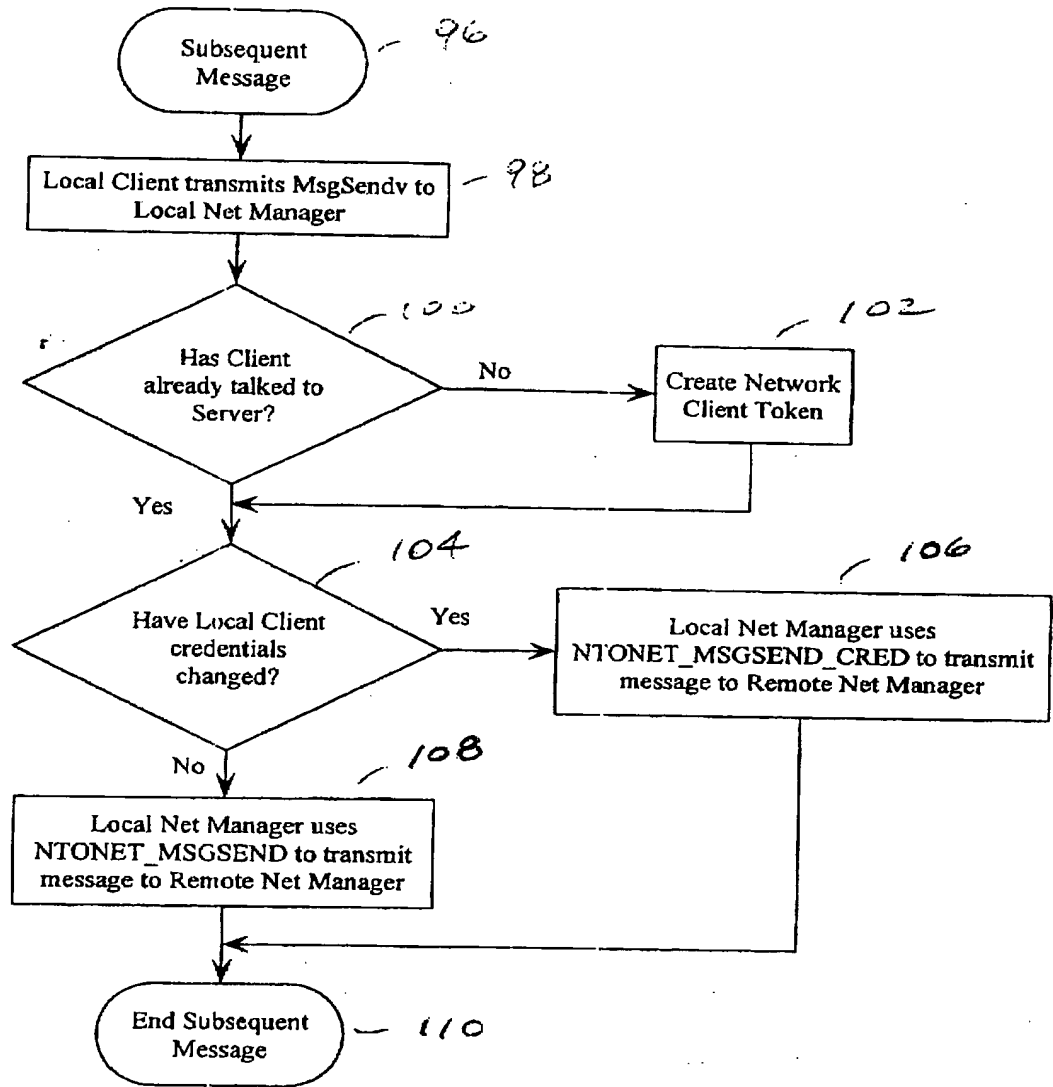 Subsequent
Message
96
Local Client transmits MsgSendv to
Local Net Manager
98
100
Has Client
already talked to
Server?
No
102
Create Network
Client Token
Yes
104
Have Local Client
credentials
changed?
Yes
106
Local Net Manager uses
NTONET_MSGSEND_CRED to transmit
message to Remote Net Manager
No
108
Local Net Manager uses
NTONET_MSGSEND to transmit
message to Remote Net Manager
End Subsequent
Message
110